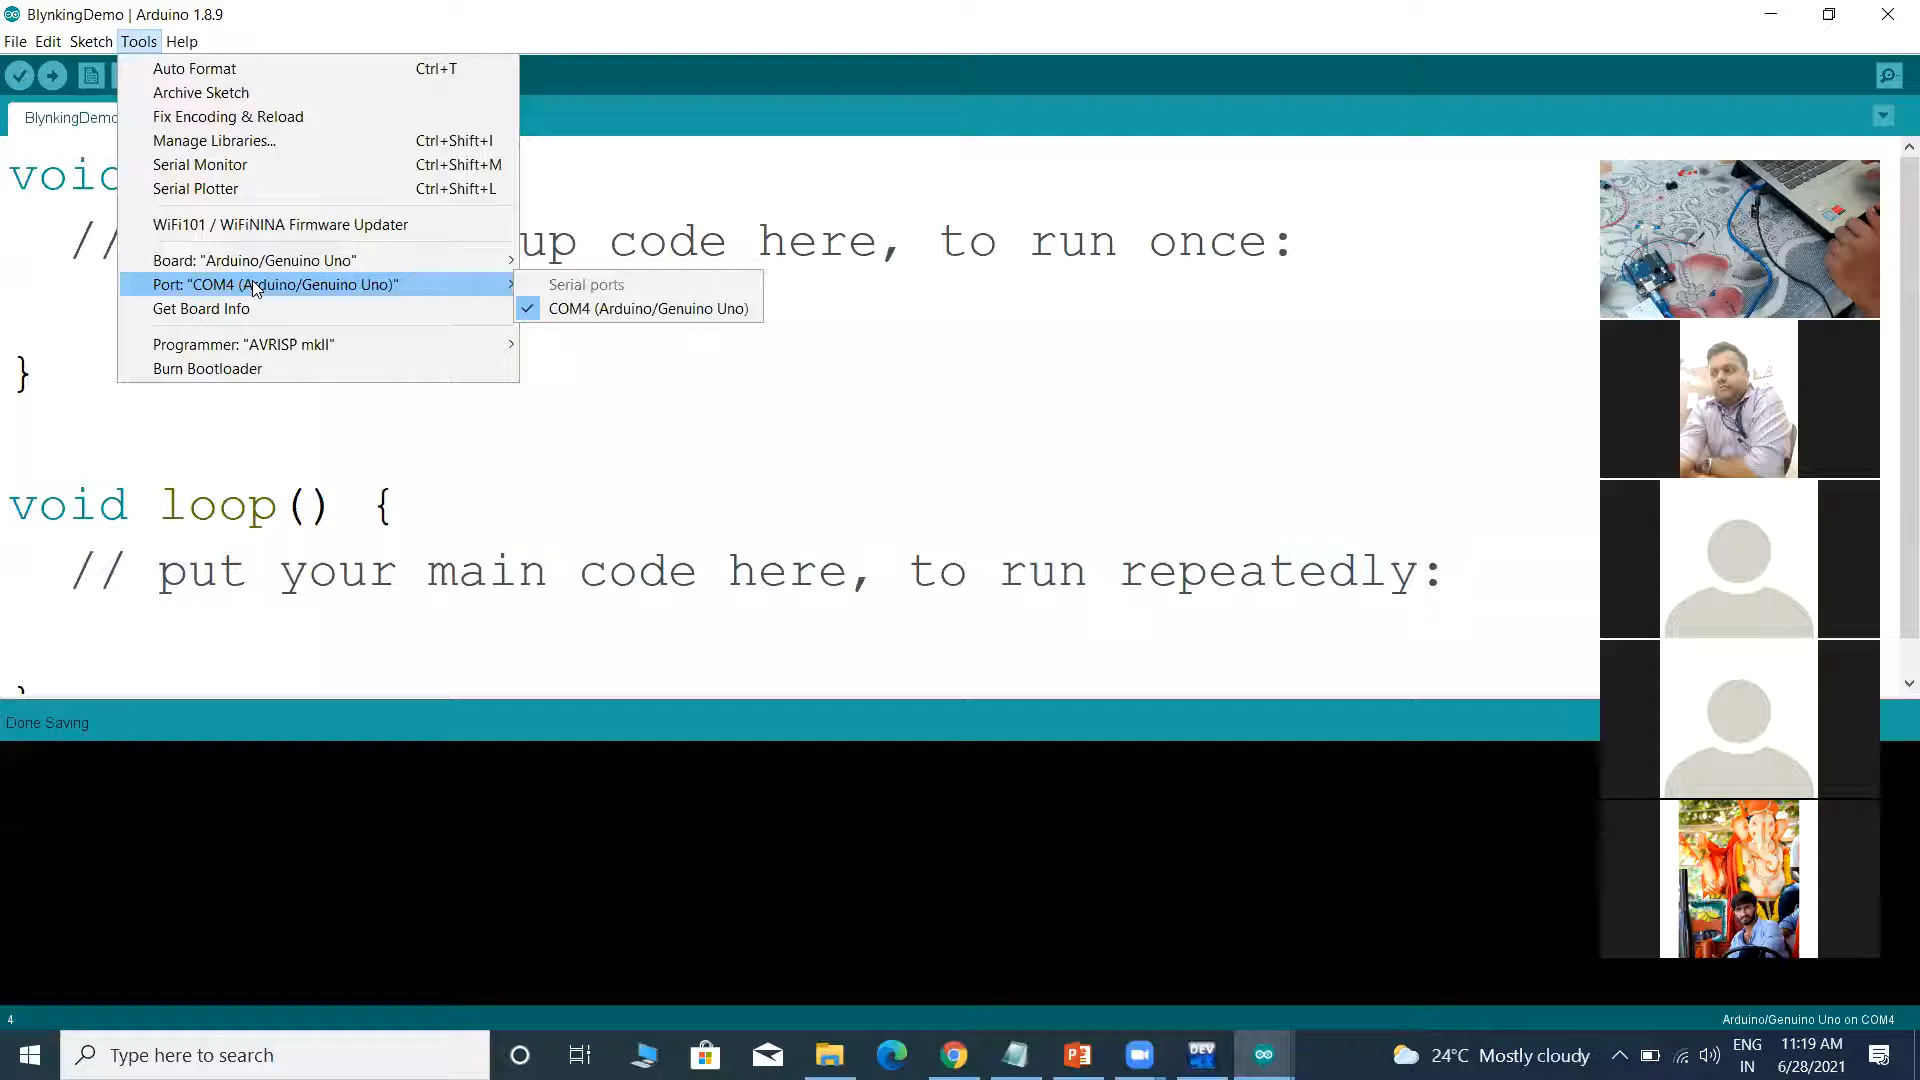 BlynkingDemo | Arduino 1.8.9
File Edit Sketch Tools Help
Auto Format Ctrl+T
Archive Sketch
Fix Encoding & Reload
Manage Libraries... Ctrl+Shift+I
Serial Monitor Ctrl+Shift+M
Serial Plotter Ctrl+Shift+L
WiFi101 / WiFiNINA Firmware Updater
Board: "Arduino/Genuino Uno"
Port: "COM4 (Arduino/Genuino Uno)"
Get Board Info
Programmer: "AVRISP mkII"
Burn Bootloader
Serial ports
COM4 (Arduino/Genuino Uno)
BlynkingDemo
void
// up code here, to run once:
}
void loop() {
// put your main code here, to run repeatedly:
}
Done Saving
4
Arduino/Genuino Uno on COM4
Type here to search
DEV
24°C Mostly cloudy
ENG
IN
11:19 AM
6/28/2021